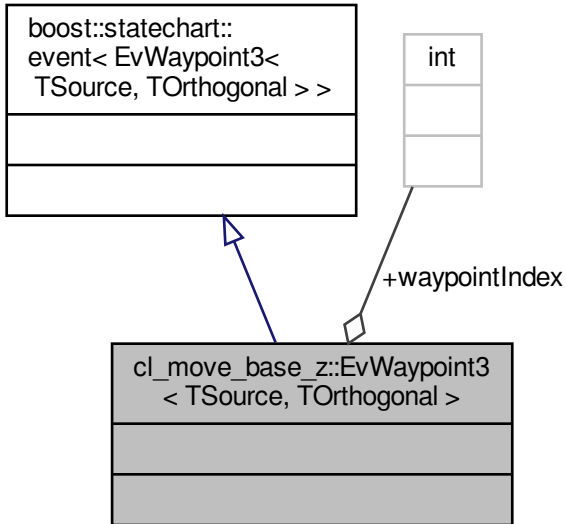 boost::statechart::
event< EvWaypoint3<
TSource, TOrthogonal > >
int
+waypointIndex
cl_move_base_z::EvWaypoint3
< TSource, TOrthogonal >